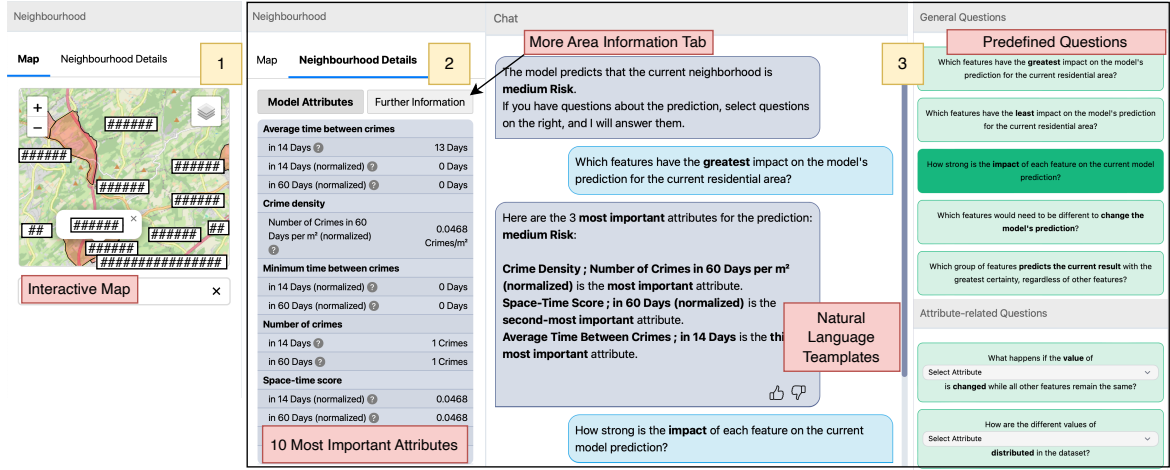 Neighbourhood
Map
Neighbourhood Details
1
+
−
######
######
######
######
######
######
×
##
######
##
######
###############
Interactive Map
×
Neighbourhood
Map
Neighbourhood Details
2
Model Attributes
Further Information
Average time between crimes
in 14 Days ? 13 Days
in 14 Days (normalized) ? 0 Days
in 60 Days (normalized) ? 0 Days
Crime density
Number of Crimes in 60
Days per m² (normalized)
?
0.0468
Crimes/m²
Minimum time between crimes
in 14 Days (normalized) ? 0 Days
in 60 Days (normalized) ? 0 Days
Number of crimes
in 14 Days ? 1 Crimes
in 60 Days ? 1 Crimes
Space-time score
in 14 Days (normalized) ? 0.0468
in 60 Days (normalized) ? 0.0468
10 Most Important Attributes
Chat
More Area Information Tab
3
The model predicts that the current neighborhood is
medium Risk.
If you have questions about the prediction, select questions
on the right, and I will answer them.
Which features have the greatest impact on the model's
prediction for the current residential area?
Here are the 3 most important attributes for the prediction:
medium Risk:
Crime Density ; Number of Crimes in 60 Days per m²
(normalized) is the most important attribute.
Space-Time Score ; in 60 Days (normalized) is the
second-most important attribute.
Average Time Between Crimes ; in 14 Days is the thi
most important attribute.
Natural
Language
Teamplates
How strong is the impact of each feature on the current
model prediction?
General Questions
Predefined Questions
Which features have the greatest impact on the model's
prediction for the current residential area?
Which features have the least impact on the model's prediction
for the current residential area?
How strong is the impact of each feature on the current model
prediction?
Which features would need to be different to change the
model's prediction?
Which group of features predicts the current result with the
greatest certainty, regardless of other features?
Attribute-related Questions
What happens if the value of
Select Attribute
is changed while all other features remain the same?
How are the different values of
Select Attribute
distributed in the dataset?